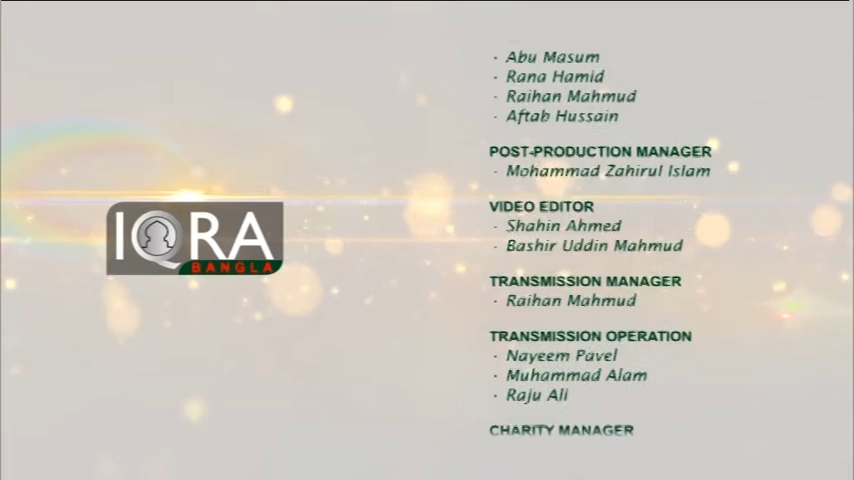 IQRA
BANGLA
- Abu Masum
- Rana Hamid
- Raihan Mahmud
- Aftab Hussain
POST-PRODUCTION MANAGER
- Mohammad Zahirul Islam
VIDEO EDITOR
- Shahin Ahmed
- Bashir Uddin Mahmud
TRANSMISSION MANAGER
- Raihan Mahmud
TRANSMISSION OPERATION
- Nayeem Pavel
- Muhammad Alam
- Raju Ali
CHARITY MANAGER